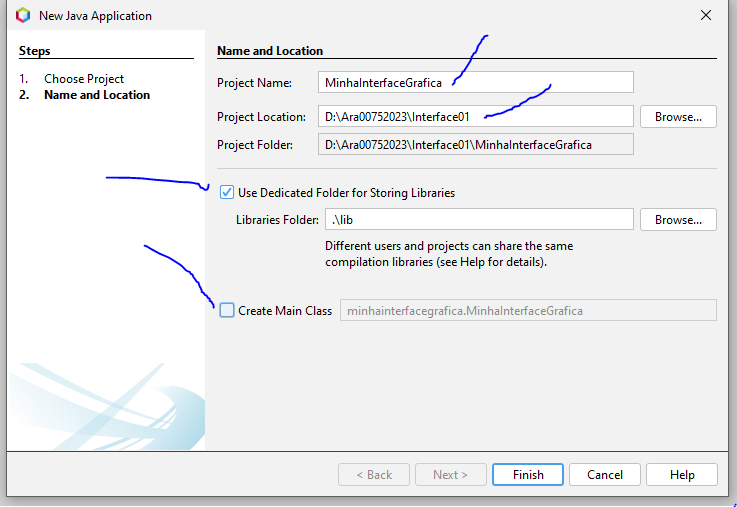 New Java Application
Steps
1. Choose Project
2. Name and Location
Name and Location
Project Name: MinhaInterfaceGrafica
Project Location: D:\Ara00752023\Interface01 Browse...
Project Folder: D:\Ara00752023\Interface01\MinhaInterfaceGrafica
Use Dedicated Folder for Storing Libraries
Libraries Folder: .\lib Browse...
Different users and projects can share the same
compilation libraries (see Help for details).
Create Main Class minhainterfacegrafica.MinhaInterfaceGrafica
< Back Next > Finish Cancel Help